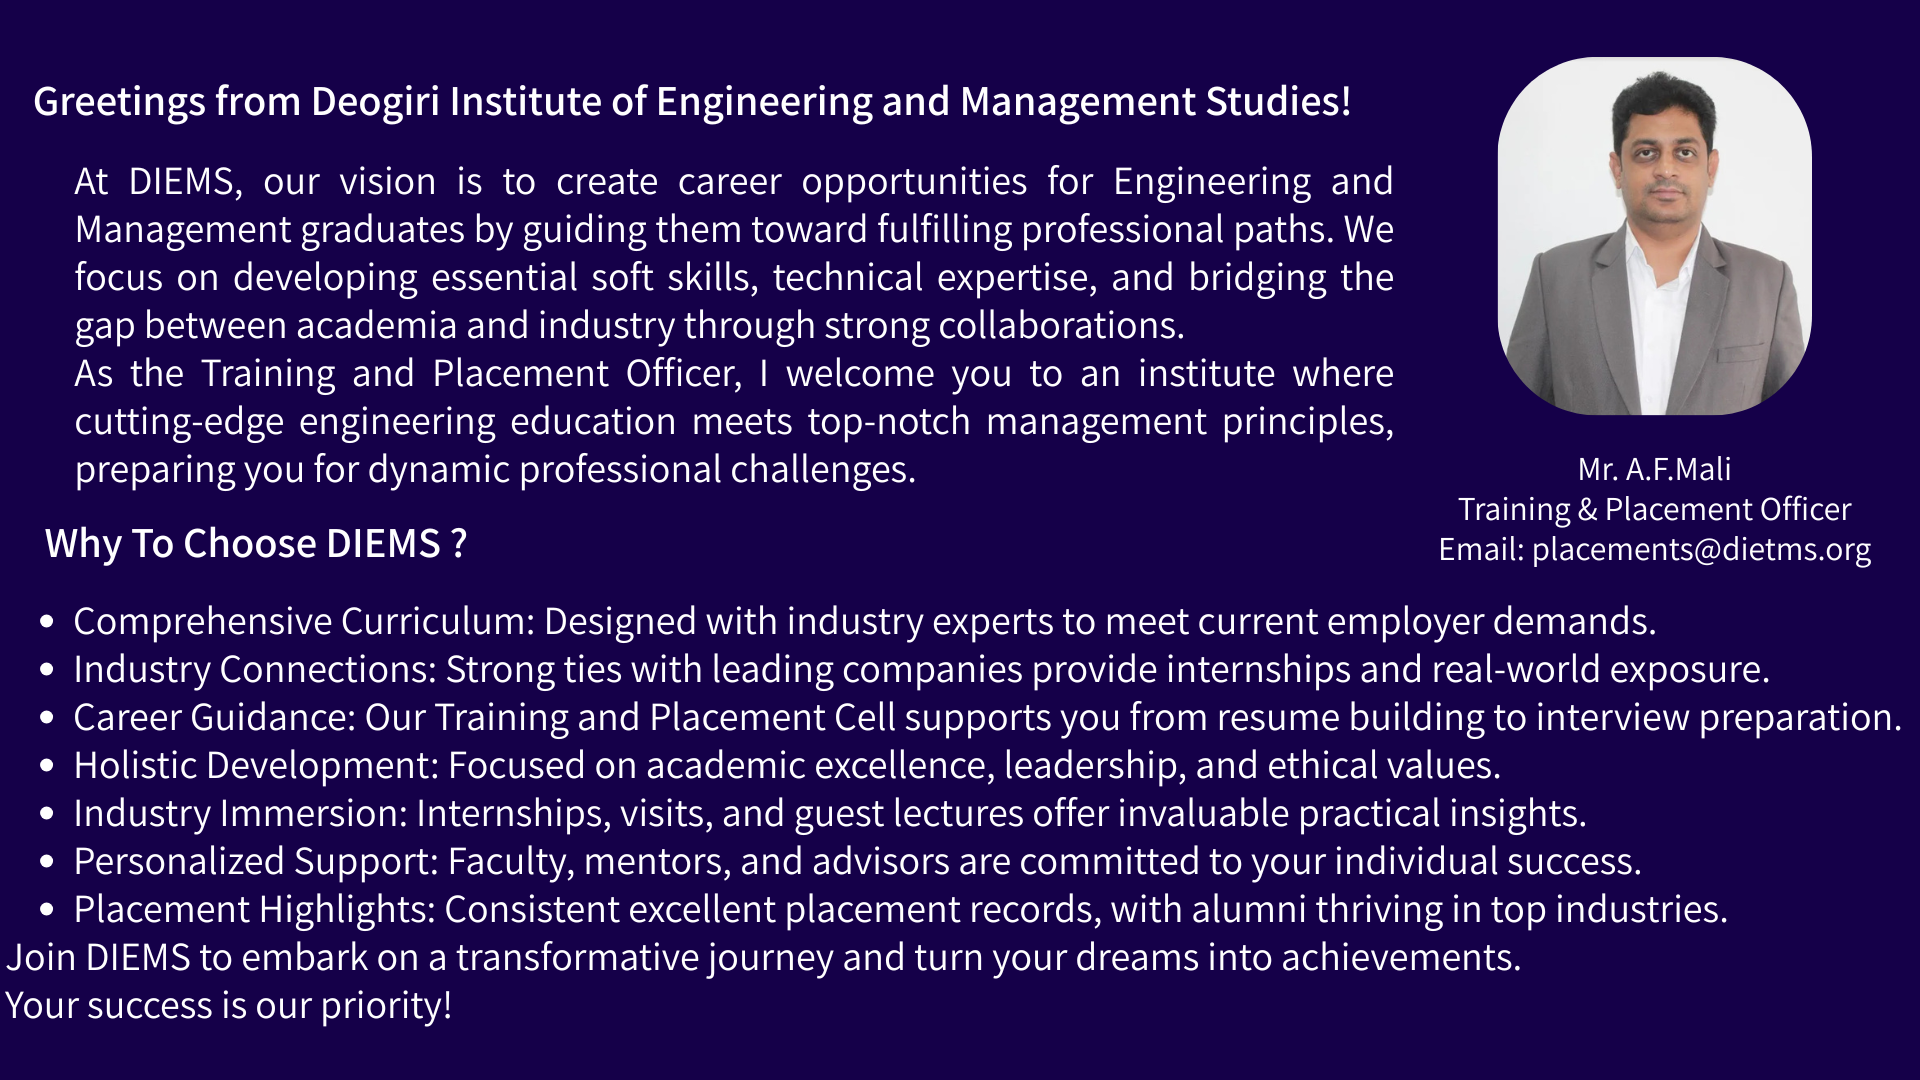 Greetings from Deogiri Institute of Engineering and Management Studies!
At DIEMS, our vision is to create career opportunities for Engineering and
Management graduates by guiding them toward fulfilling professional paths. We
focus on developing essential soft skills, technical expertise, and bridging the
gap between academia and industry through strong collaborations.
As the Training and Placement Officer, I welcome you to an institute where
cutting-edge engineering education meets top-notch management principles,
preparing you for dynamic professional challenges.
Mr. A.F.Mali
Training & Placement Officer
Email: placements@dietms.org
Why To Choose DIEMS ?
• Comprehensive Curriculum: Designed with industry experts to meet current employer demands.
• Industry Connections: Strong ties with leading companies provide internships and real-world exposure.
• Career Guidance: Our Training and Placement Cell supports you from resume building to interview preparation.
• Holistic Development: Focused on academic excellence, leadership, and ethical values.
• Industry Immersion: Internships, visits, and guest lectures offer invaluable practical insights.
• Personalized Support: Faculty, mentors, and advisors are committed to your individual success.
• Placement Highlights: Consistent excellent placement records, with alumni thriving in top industries.
Join DIEMS to embark on a transformative journey and turn your dreams into achievements.
Your success is our priority!